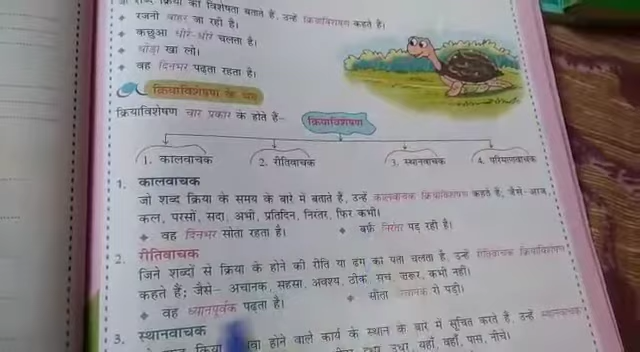 जो शब्द क्रिया की विशेषता बताते हैं, उन्हें क्रियाविशेषण कहते हैं।
रजनी बाहर जा रही है।
कछुआ धीरे-धीरे चलता है।
थोड़ा खा लो।
वह दिनभर पढ़ता रहता है।
क्रियाविशेषण के भेद
क्रियाविशेषण चार प्रकार के होते हैं–
क्रियाविशेषण
1. कालवाचक 2. रीतिवाचक 3. स्थानवाचक 4. परिमाणवाचक
1. कालवाचक
जो शब्द क्रिया के समय के बारे में बताते हैं, उन्हें कालवाचक क्रियाविशेषण कहते हैं; जैसे– आज,
कल, परसों, सदा, अभी, प्रतिदिन, निरंतर, फिर कभी।
वह दिनभर सोता रहता है। बर्फ़ निरंतर पड़ रही है।
2. रीतिवाचक
जिन शब्दों से क्रिया के होने की रीति या ढंग का पता चलता है, उन्हें रीतिवाचक क्रियाविशेषण
कहते हैं; जैसे– अचानक, सहसा, अवश्य, ठीक, सच, ज़रूर, कभी नहीं।
वह ध्यानपूर्वक पढ़ता है। सीता अचानक रो पड़ी।
3. स्थानवाचक
क्रिया होने वाले कार्य के स्थान के बारे में सूचित करते हैं, उन्हें स्थानवाचक
उधर, यहाँ, वहाँ, पास, नीचे।